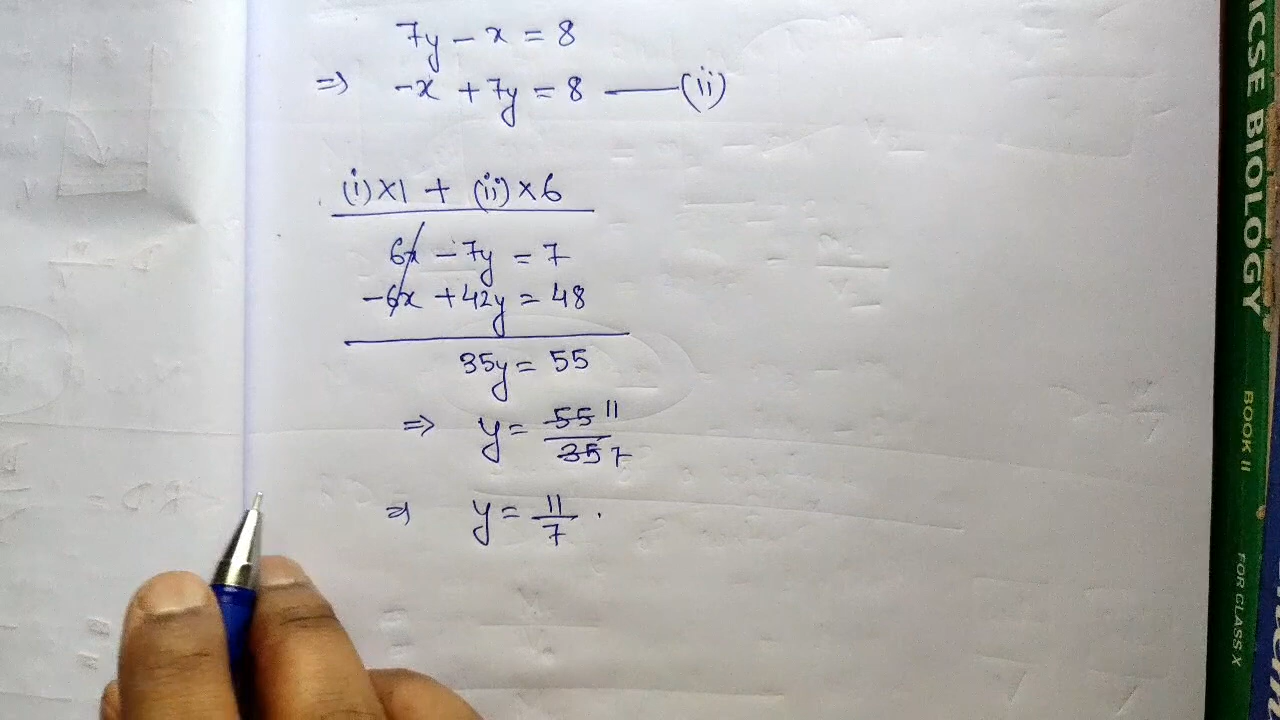 7y - x = 8
⇒ -x + 7y = 8 ——(ii)
(i)×1 + (ii)×6
6x - 7y = 7
-6x + 42y = 48
35y = 55
⇒ y = 55 11 / 35 7
⇒ y = 11/7 .
ICSE BIOLOGY
BOOK II
FOR CLASS X